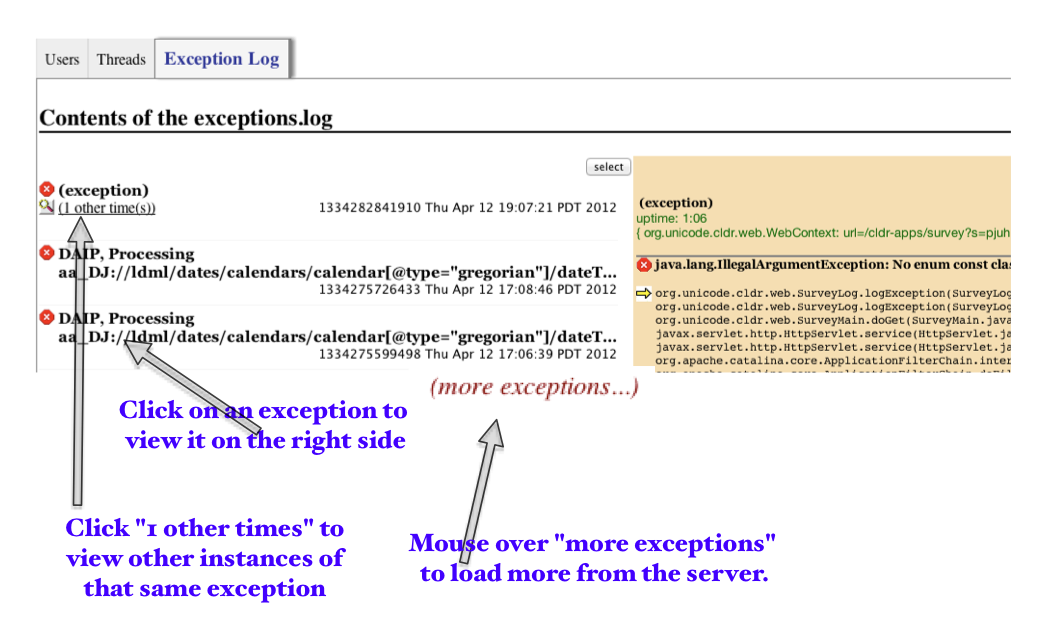 Users Threads Exception Log
Contents of the exceptions.log
select
(exception)
(1 other time(s))
1334282841910 Thu Apr 12 19:07:21 PDT 2012
DAIP, Processing
aa_DJ://ldml/dates/calendars/calendar[@type="gregorian"]/dateT...
1334275726433 Thu Apr 12 17:08:46 PDT 2012
DAIP, Processing
aa_DJ://ldml/dates/calendars/calendar[@type="gregorian"]/dateT...
1334275599498 Thu Apr 12 17:06:39 PDT 2012
(exception)
uptime: 1:06
{ org.unicode.cldr.web.WebContext: url=/cldr-apps/survey?s=pjuh
java.lang.IllegalArgumentException: No enum const clas
org.unicode.cldr.web.SurveyLog.logException(SurveyLog
org.unicode.cldr.web.SurveyLog.logException(SurveyLog
org.unicode.cldr.web.SurveyMain.doGet(SurveyMain.java
javax.servlet.http.HttpServlet.service(HttpServlet.ja
javax.servlet.http.HttpServlet.service(HttpServlet.ja
org.apache.catalina.core.ApplicationFilterChain.inter
(more exceptions...)
Click on an exception to
view it on the right side
Click "1 other times" to
view other instances of
that same exception
Mouse over "more exceptions"
to load more from the server.